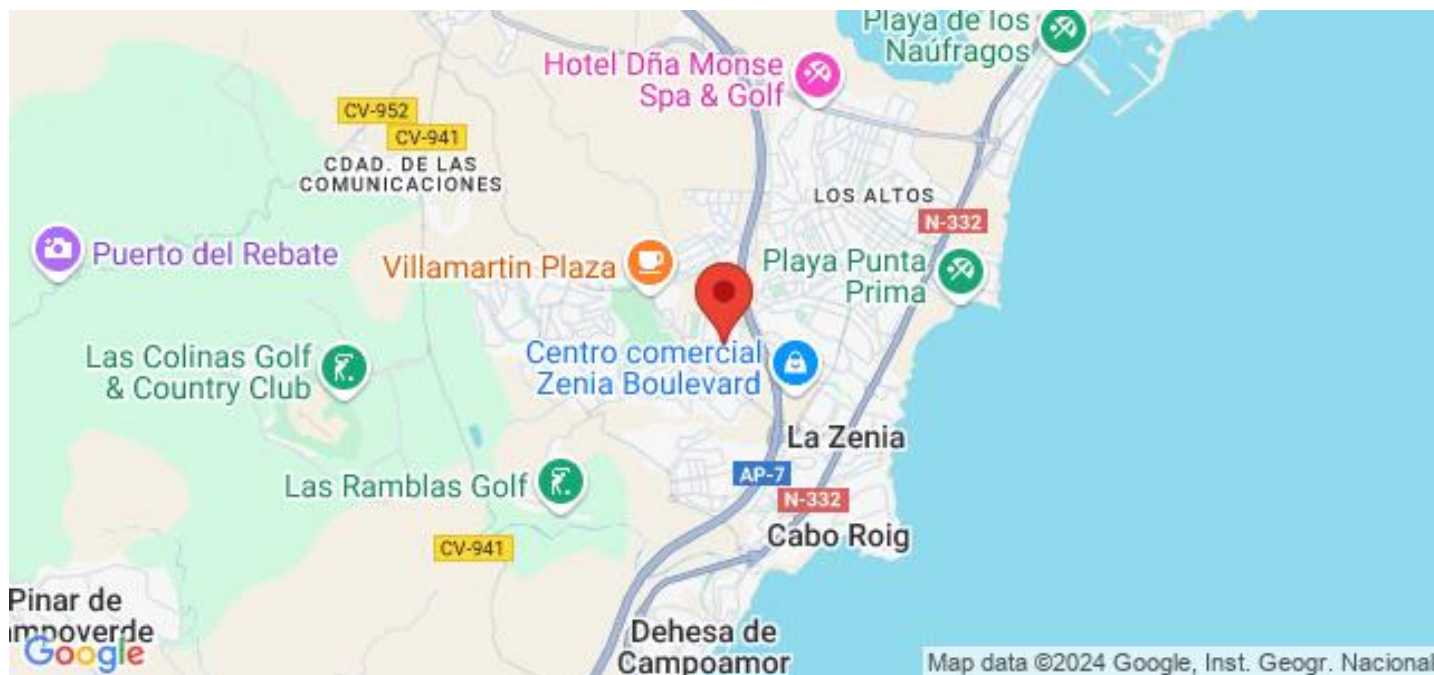 Playa de los
Naúfragos
Hotel Dña Monse
Spa & Golf
CV-952
CV-941
CDAD. DE LAS
COMUNICACIONES
LOS ALTOS
N-332
Puerto del Rebate
Villamartin Plaza
Playa Punta
Prima
Las Colinas Golf
& Country Club
Centro comercial
Zenia Boulevard
La Zenia
AP-7
Las Ramblas Golf
N-332
Cabo Roig
CV-941
Pinar de
mpoverde
Dehesa de
Campoamor
Google
Map data ©2024 Google, Inst. Geogr. Nacional